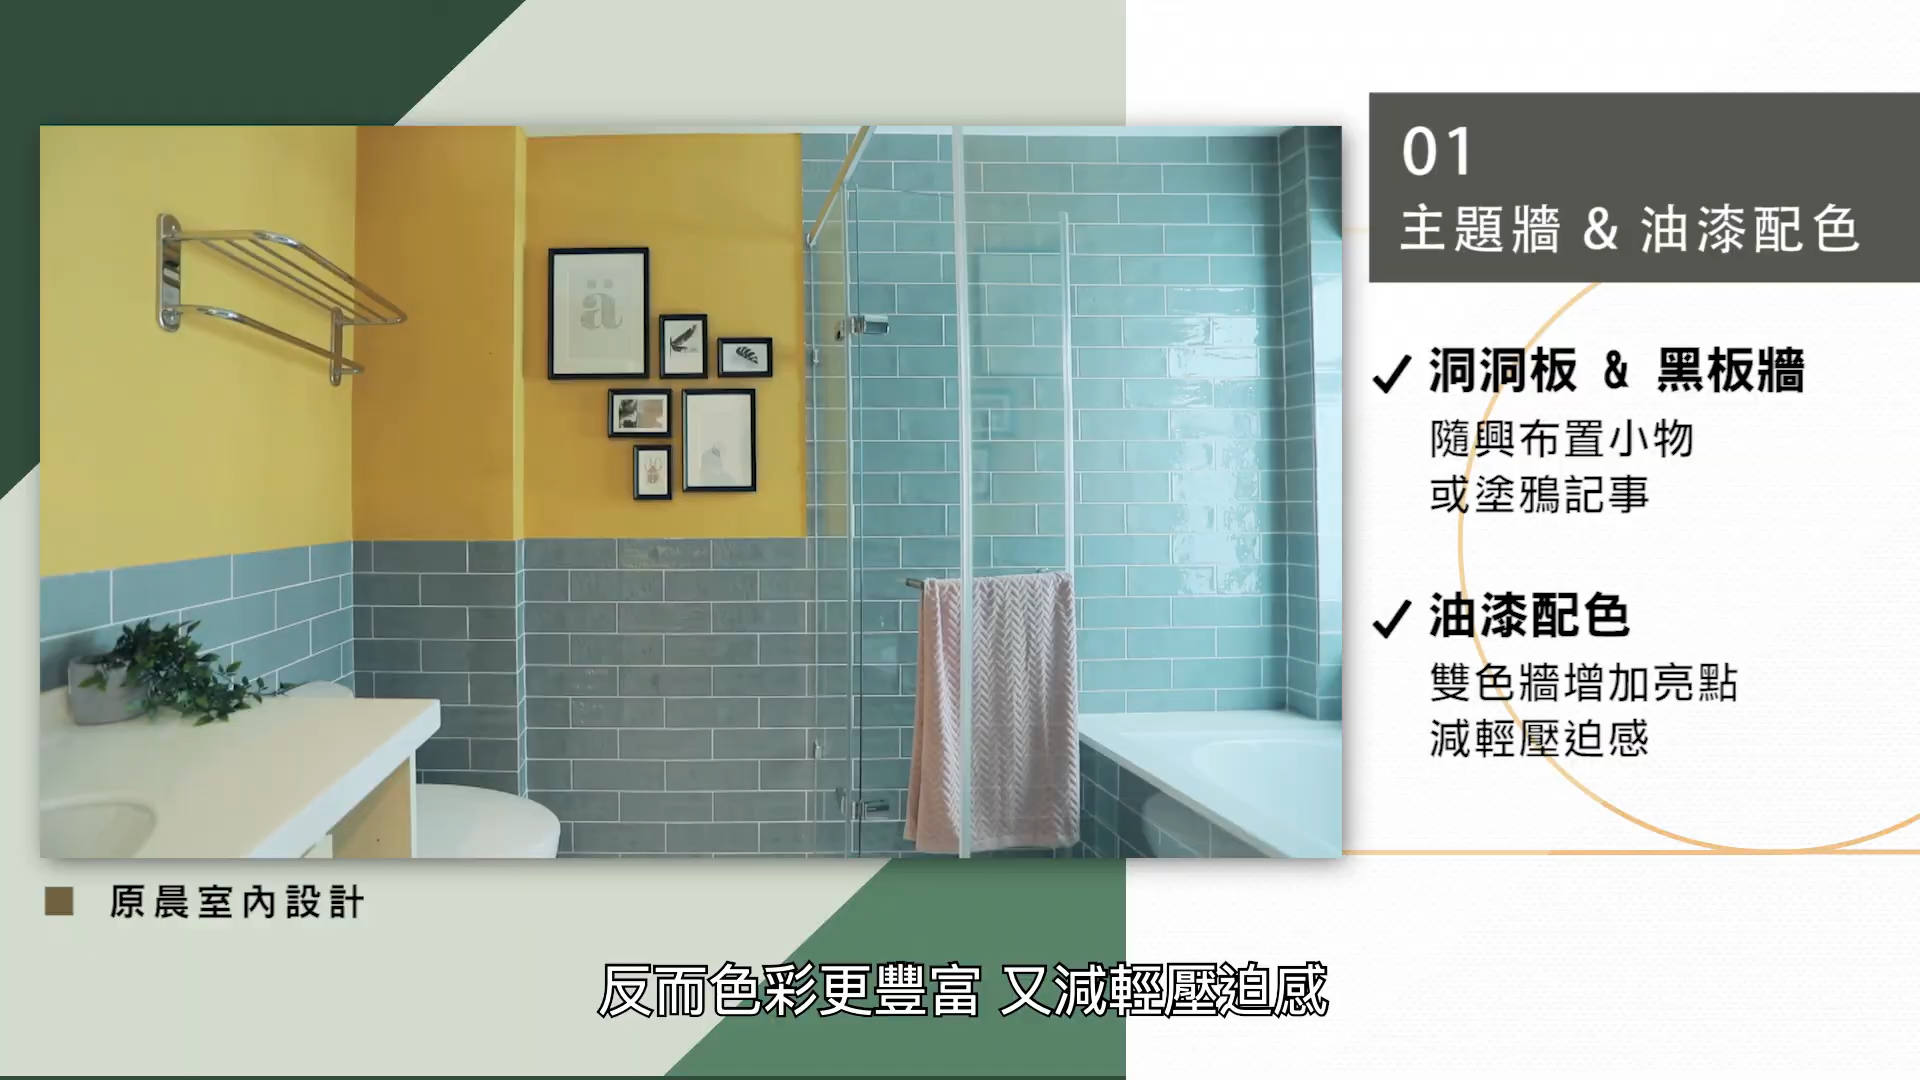 01
主題牆 & 油漆配色
ä
洞洞板 & 黑板牆
隨興布置小物
或塗鴉記事
油漆配色
雙色牆增加亮點
減輕壓迫感
原晨室內設計
反而色彩更豐富 又減輕壓迫感